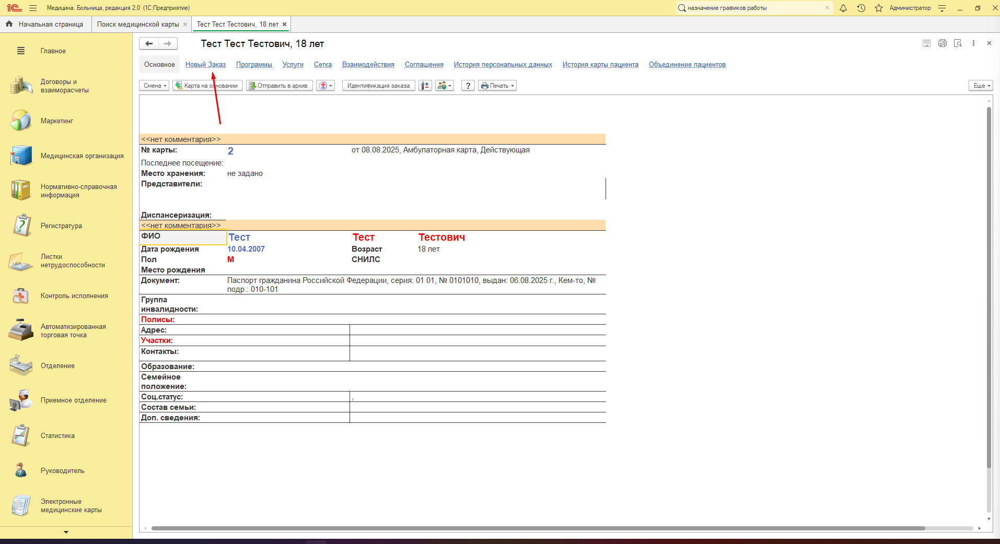 Медицина. Больница, редакция 2.0 (1С:Предприятие)
назначение графиков работы
Администратор
Начальная страница
Поиск медицинской карты
Тест Тест Тестович, 18 лет
Главное
Договоры и
взаиморасчеты
Маркетинг
Медицинская организация
Нормативно-справочная
информация
Регистратура
Листки
нетрудоспособности
Контроль исполнения
Автоматизированная
торговая точка
Отделение
Приемное отделение
Статистика
Руководитель
Электронные
медицинские карты
Тест Тест Тестович, 18 лет
Основное Новый Заказ Программы Услуги Сетка Взаимодействия Соглашения История персональных данных История карты пациента Объединение пациентов
Смена Карта на основании Отправить в архив Идентификация заказа ? Печать Еще
<<нет комментария>>
№ карты: 2 от 08.08.2025, Амбулаторная карта, Действующая
Последнее посещение:
Место хранения: не задано
Представители:
Диспансеризация:
<<нет комментария>>
ФИО Тест Тест Тестович
Дата рождения 10.04.2007 Возраст 18 лет
Пол М СНИЛС
Место рождения
Документ: Паспорт гражданина Российской Федерации, серия: 01 01, № 0101010, выдан: 06.08.2025 г., Кем-то, №
подр.: 010-101
Группа
инвалидности:
Полисы:
Адрес:
Участки:
Контакты:
Образование:
Семейное
положение:
Соц.статус: ,
Состав семьи:
Доп. сведения: